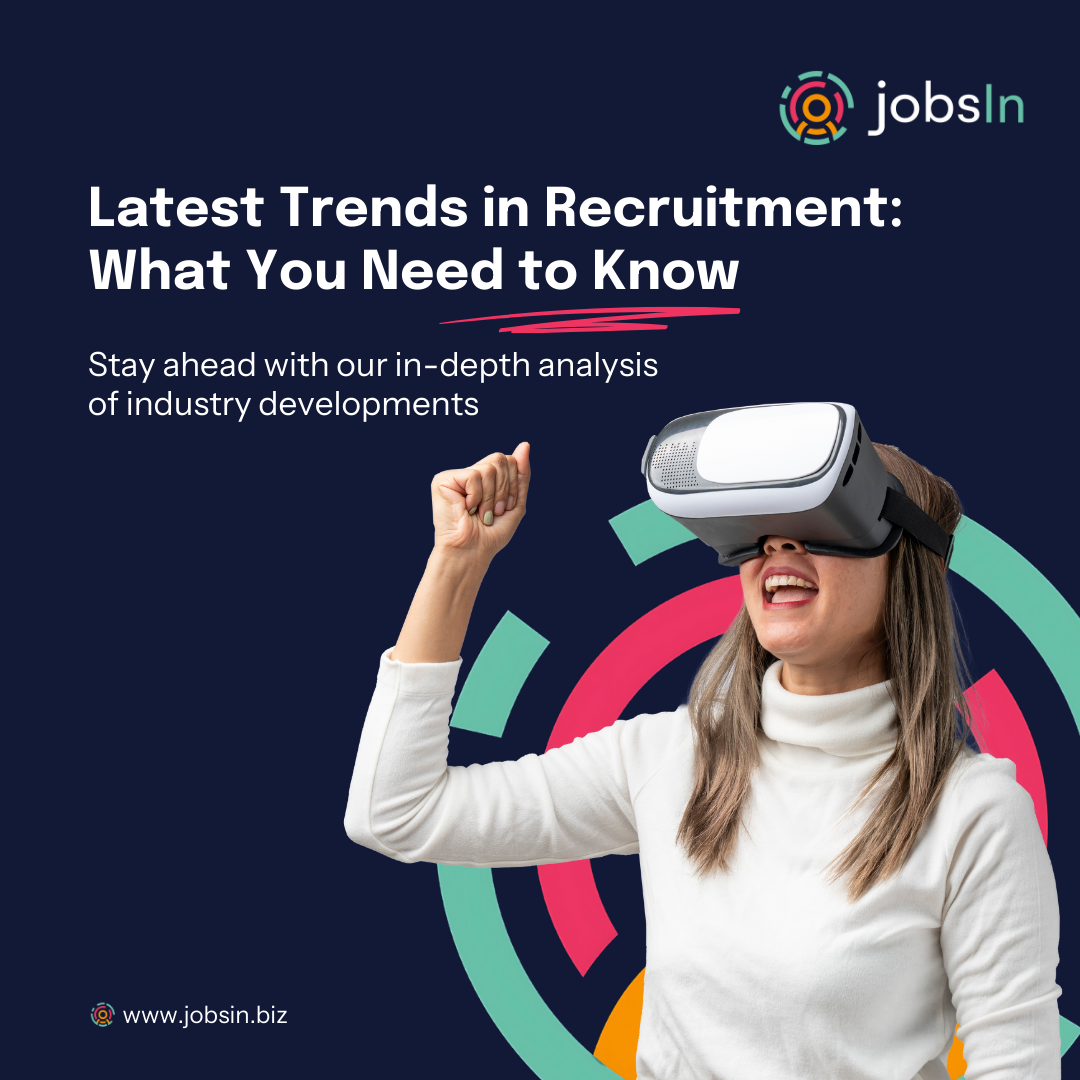 jobsIn
Latest Trends in Recruitment:
What You Need to Know
Stay ahead with our in-depth analysis
of industry developments
www.jobsin.biz